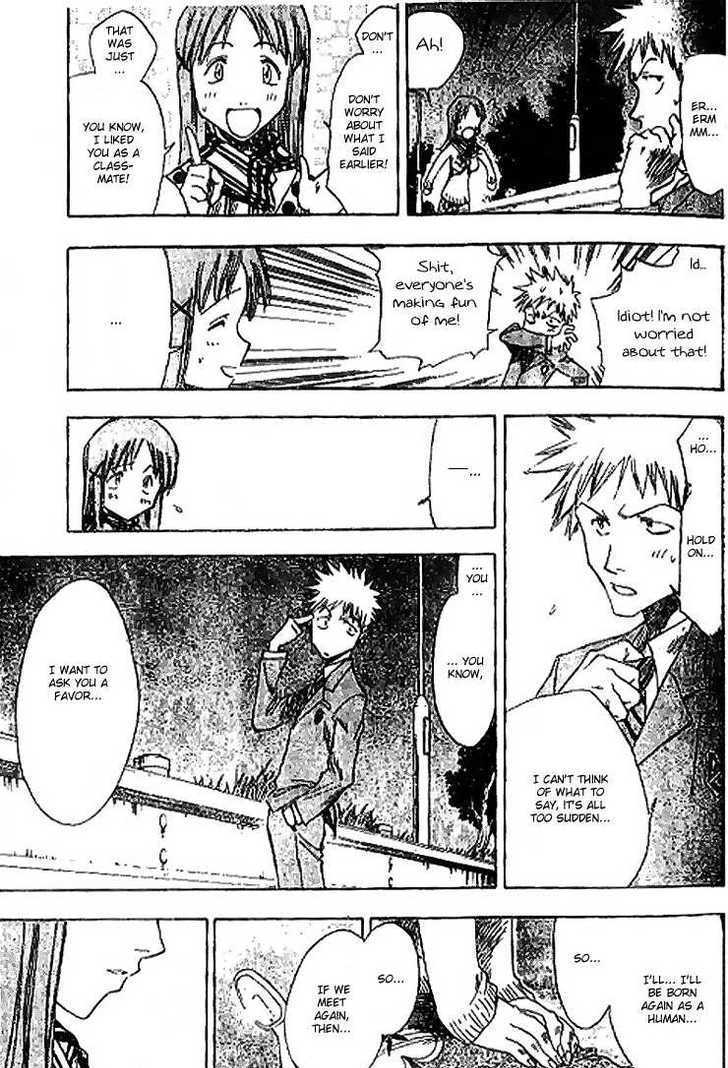 ER...
ERM
MM...
Ah!
DON'T
...
DON'T
WORRY
ABOUT
WHAT I
SAID
EARLIER!
THAT
WAS
JUST
...
YOU KNOW,
I LIKED
YOU AS A
CLASS-
MATE!
Id..
Idiot! I'm not
worried
about that!
Shit,
everyone's
making fun
of me!
...
...
HO...
HOLD
ON...
I CAN'T THINK
OF WHAT TO
SAY, IT'S ALL
TOO SUDDEN...
—...
...
YOU
...
... YOU
KNOW,
I WANT TO
ASK YOU A
FAVOR...
I'LL... I'LL
BE BORN
AGAIN AS A
HUMAN...
SO...
SO...
IF WE
MEET
AGAIN,
THEN...